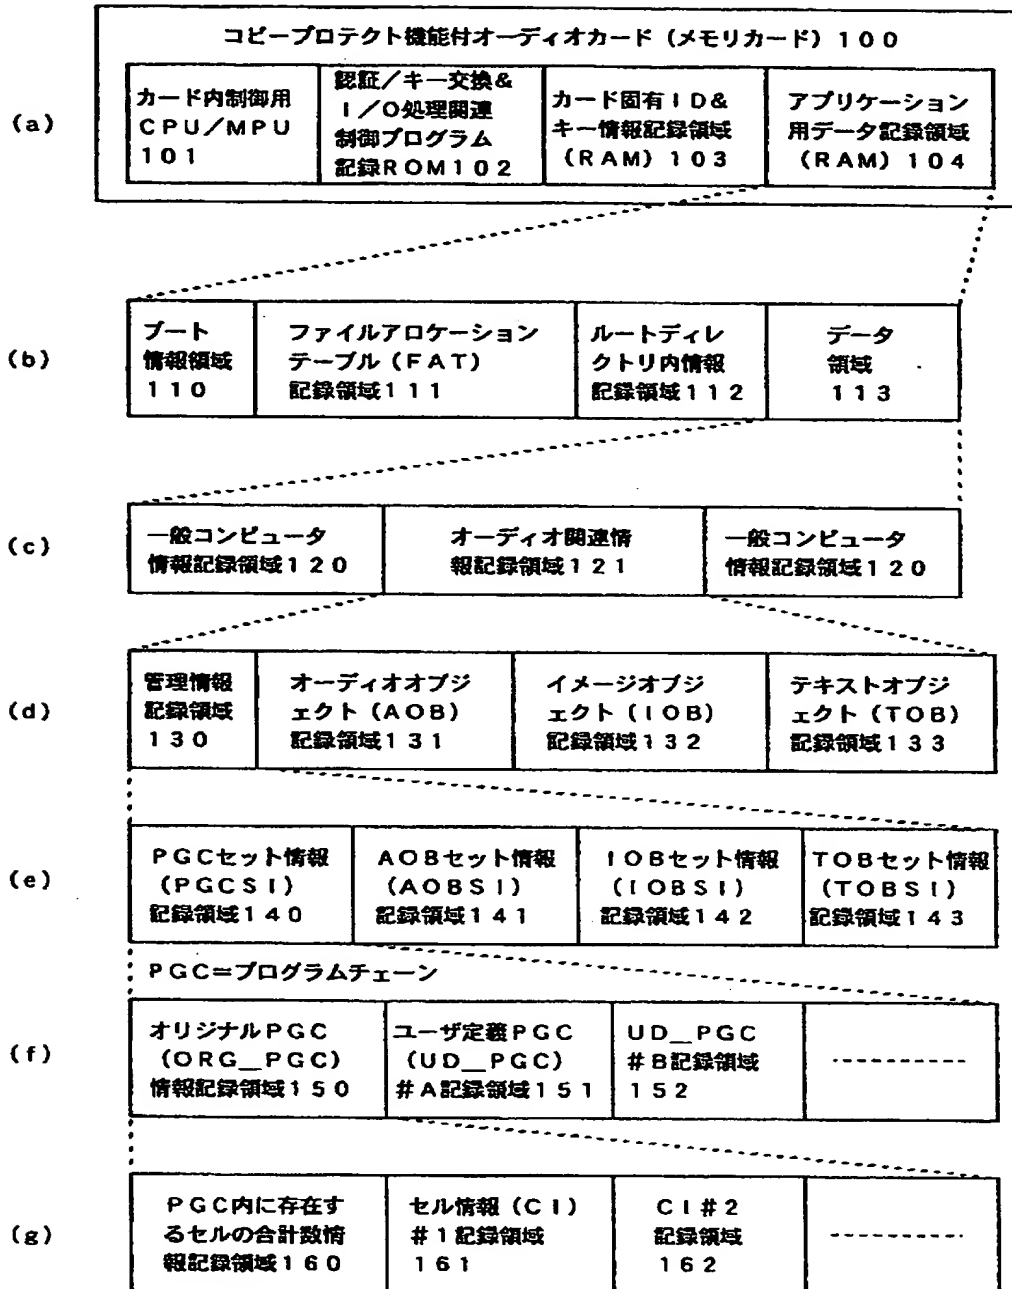 コピープロテクト機能付オーディオカード（メモリカード）１００
(a)
カード内制御用
ＣＰＵ／ＭＰＵ
１０１
認証／キー交換＆
Ｉ／Ｏ処理関連
制御プログラム
記録ＲＯＭ１０２
カード固有ＩＤ＆
キー情報記録領域
（ＲＡＭ）１０３
アプリケーション
用データ記録領域
（ＲＡＭ）１０４
(b)
ブート
情報領域
１１０
ファイルアロケーション
テーブル（ＦＡＴ）
記録領域１１１
ルートディレ
クトリ内情報
記録領域１１２
データ
領域
１１３
(c)
一般コンピュータ
情報記録領域１２０
オーディオ関連情
報記録領域１２１
一般コンピュータ
情報記録領域１２０
(d)
管理情報
記録領域
１３０
オーディオオブジ
ェクト（ＡＯＢ）
記録領域１３１
イメージオブジ
ェクト（ＩＯＢ）
記録領域１３２
テキストオブジ
ェクト（ＴＯＢ）
記録領域１３３
(e)
ＰＧＣセット情報
（ＰＧＣＳＩ）
記録領域１４０
ＡＯＢセット情報
（ＡＯＢＳＩ）
記録領域１４１
ＩＯＢセット情報
（ＩＯＢＳＩ）
記録領域１４２
ＴＯＢセット情報
（ＴＯＢＳＩ）
記録領域１４３
ＰＧＣ＝プログラムチェーン
(f)
オリジナルＰＧＣ
（ＯＲＧ＿ＰＧＣ）
情報記録領域１５０
ユーザ定義ＰＧＣ
（ＵＤ＿ＰＧＣ）
＃Ａ記録領域１５１
ＵＤ＿ＰＧＣ
＃Ｂ記録領域
１５２
(g)
ＰＧＣ内に存在す
るセルの合計数情
報記録領域１６０
セル情報（ＣＩ）
＃１記録領域
１６１
ＣＩ＃２
記録領域
１６２